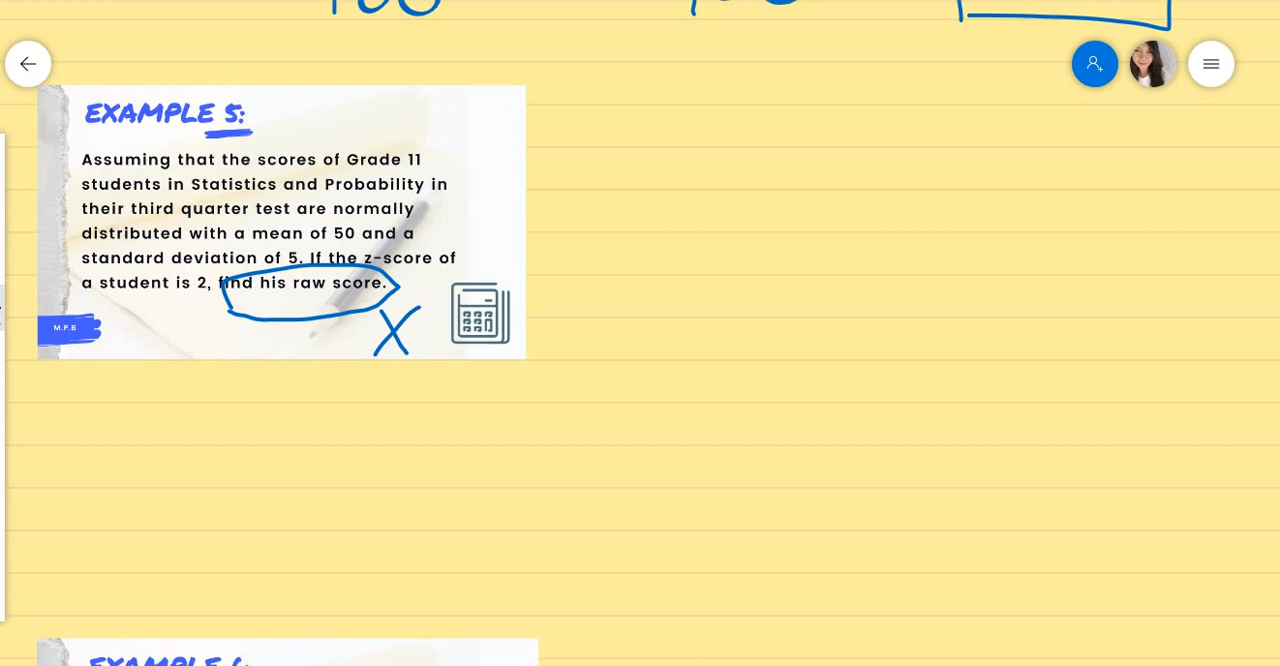 EXAMPLE 5:
Assuming that the scores of Grade 11
students in Statistics and Probability in
their third quarter test are normally
distributed with a mean of 50 and a
standard deviation of 5. If the z-score of
a student is 2, find his raw score.
X
M.P.B
EXAMPLE